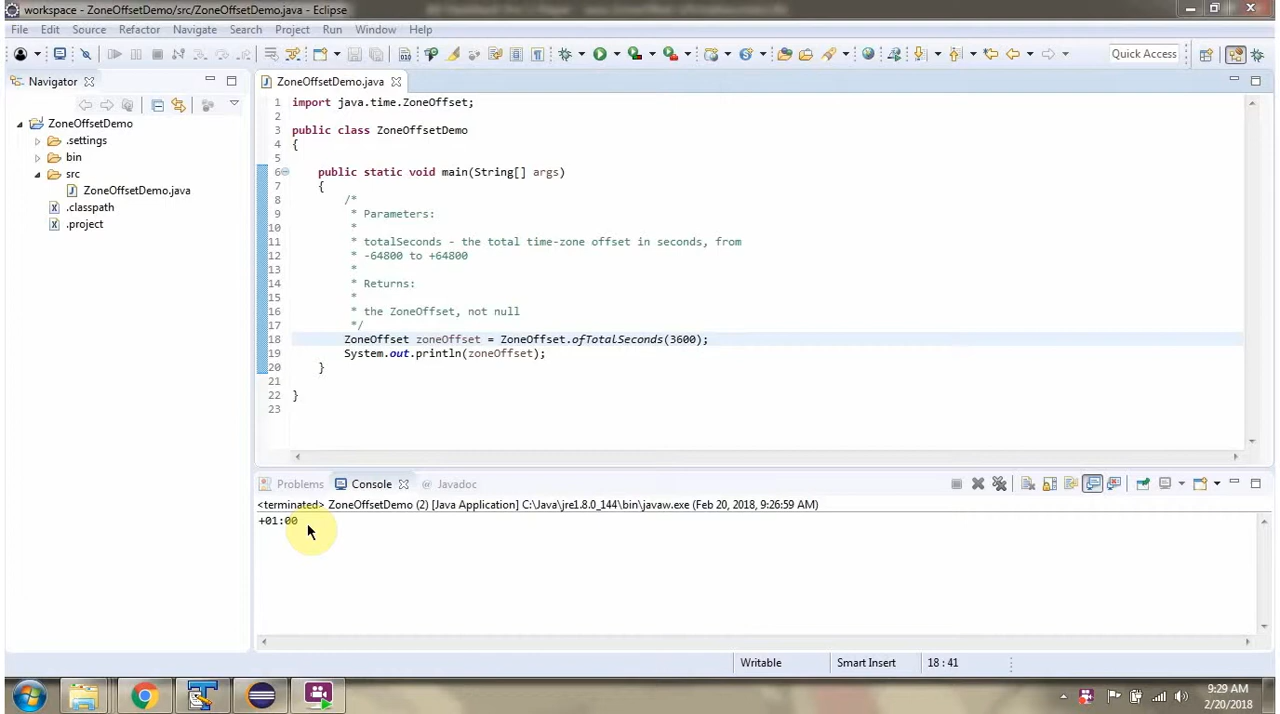 workspace - ZoneOffsetDemo/src/ZoneOffsetDemo.java - Eclipse
File Edit Source Refactor Navigate Search Project Run Window Help
Quick Access
Navigator
ZoneOffsetDemo.java
ZoneOffsetDemo
.settings
bin
src
ZoneOffsetDemo.java
.classpath
.project
1 import java.time.ZoneOffset;
2
3 public class ZoneOffsetDemo
4 {
5
6 public static void main(String[] args)
7 {
8 /*
9 * Parameters:
10 *
11 * totalSeconds - the total time-zone offset in seconds, from
12 * -64800 to +64800
13 *
14 * Returns:
15 *
16 * the ZoneOffset, not null
17 */
18 ZoneOffset zoneOffset = ZoneOffset.ofTotalSeconds(3600);
19 System.out.println(zoneOffset);
20 }
21
22 }
23
Problems Console Javadoc
<terminated> ZoneOffsetDemo (2) [Java Application] C:\Java\jre1.8.0_144\bin\javaw.exe (Feb 20, 2018, 9:26:59 AM)
+01:00
Writable Smart Insert 18 : 41
9:29 AM
2/20/2018